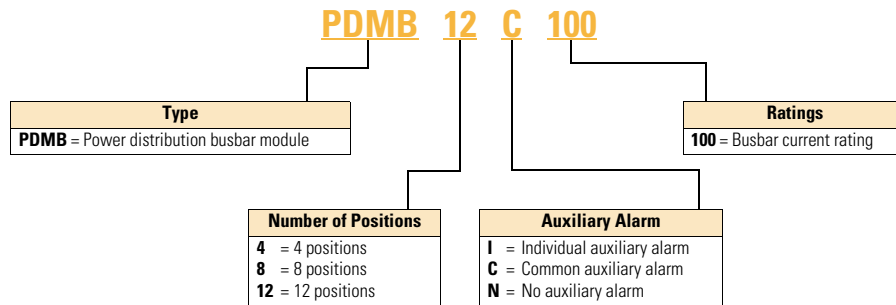 PDMB 12 C 100
Type
PDMB = Power distribution busbar module
Ratings
100 = Busbar current rating
Number of Positions
4 = 4 positions
8 = 8 positions
12 = 12 positions
Auxiliary Alarm
I = Individual auxiliary alarm
C = Common auxiliary alarm
N = No auxiliary alarm